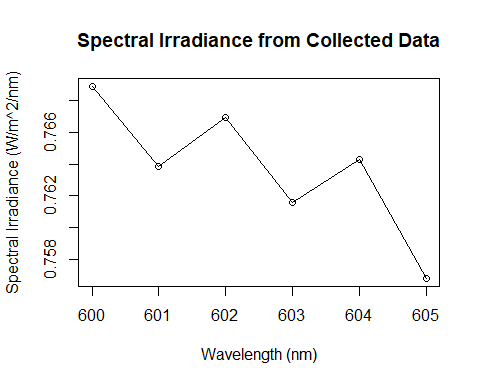 Spectral Irradiance from Collected Data
Spectral Irradiance (W/m^2/nm)
0.766
0.762
0.758
600 601 602 603 604 605
Wavelength (nm)